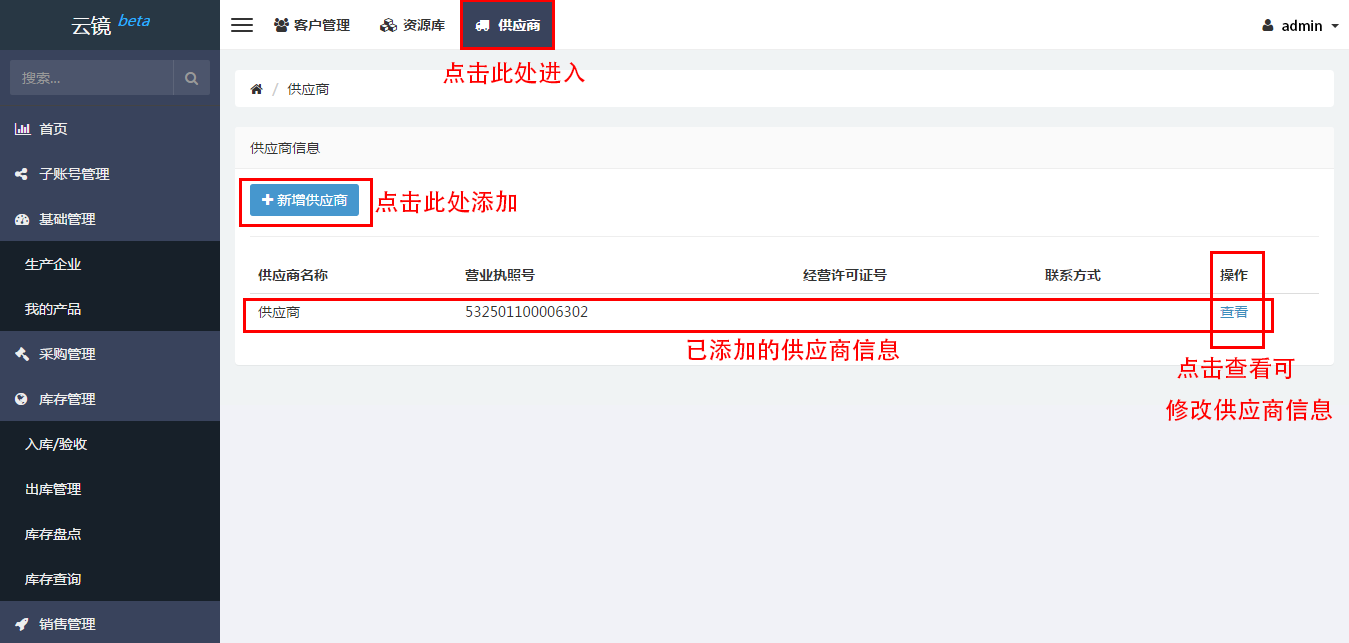 云镜 beta
客户管理
资源库
供应商
admin
点击此处进入
搜索...
/ 供应商
首页
供应商信息
子账号管理
新增供应商
点击此处添加
基础管理
生产企业
供应商名称 营业执照号 经营许可证号 联系方式 操作
我的产品
供应商 532501100006302 查看
采购管理
已添加的供应商信息
点击查看可
修改供应商信息
库存管理
入库/验收
出库管理
库存盘点
库存查询
销售管理